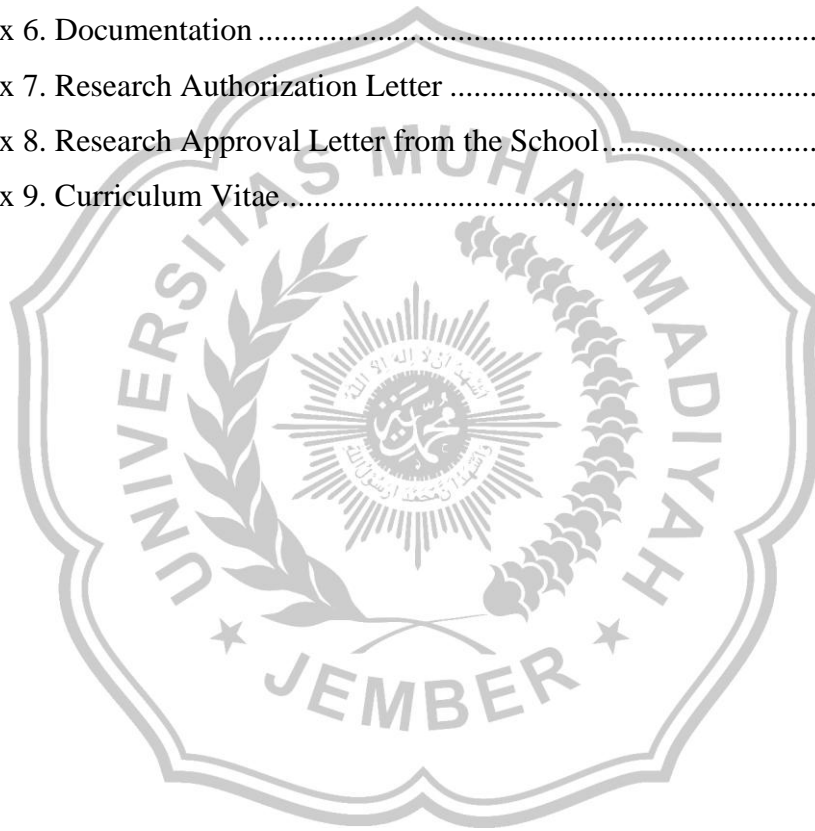 x 6. Documentation ........................................................................
x 7. Research Authorization Letter ...............................................
x 8. Research Approval Letter from the School............................
x 9. Curriculum Vitae.....................................................................
UNIVERSITAS MUHAMMADIYAH
JEMBER
محمد